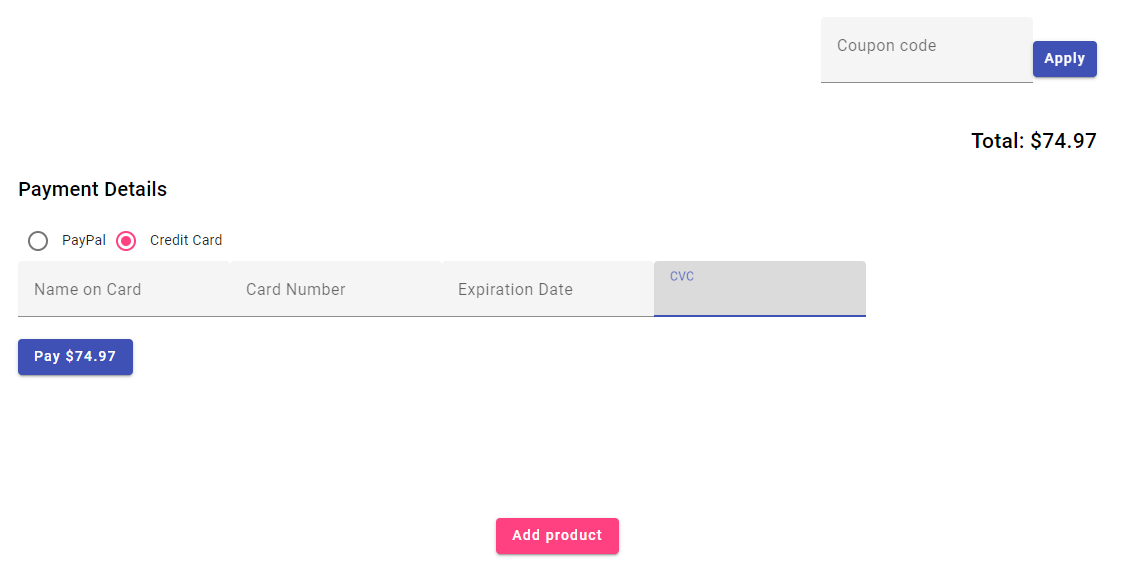 Coupon code
Apply
Total: $74.97
Payment Details
PayPal Credit Card
Name on Card Card Number Expiration Date CVC
Pay $74.97
Add product